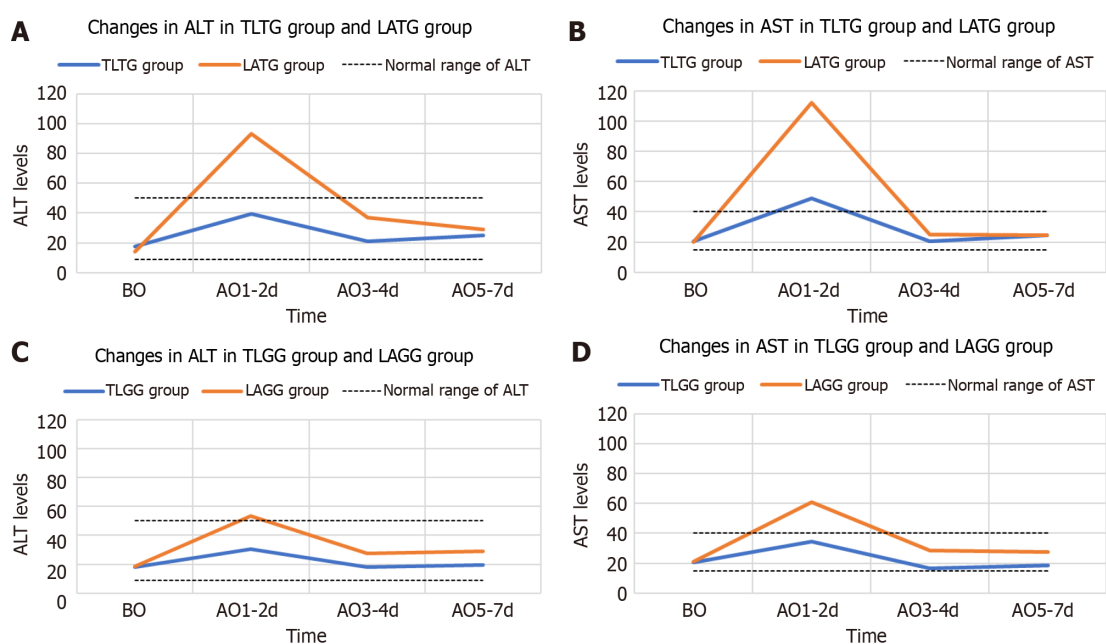 A
Changes in ALT in TLTG group and LATG group
TLTG group LATG group Normal range of ALT
120
100
80
60
40
20
0
ALT levels
BO AO1-2d AO3-4d AO5-7d
Time
B
Changes in AST in TLTG group and LATG group
TLTG group LATG group Normal range of AST
120
100
80
60
40
20
0
AST levels
BO AO1-2d AO3-4d AO5-7d
Time
C
Changes in ALT in TLGG group and LAGG group
TLGG group LAGG group Normal range of ALT
120
100
80
60
40
20
0
ALT levels
BO AO1-2d AO3-4d AO5-7d
Time
D
Changes in AST in TLGG group and LAGG group
TLGG group LAGG group Normal range of AST
120
100
80
60
40
20
0
AST levels
BO AO1-2d AO3-4d AO5-7d
Time